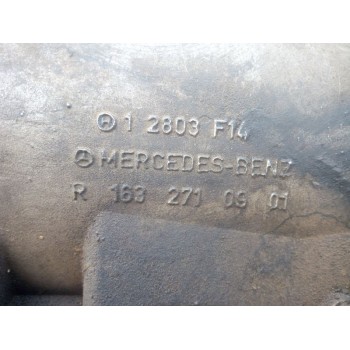 1 2803 F14
MERCEDES-BENZ
R 163 271 09 01